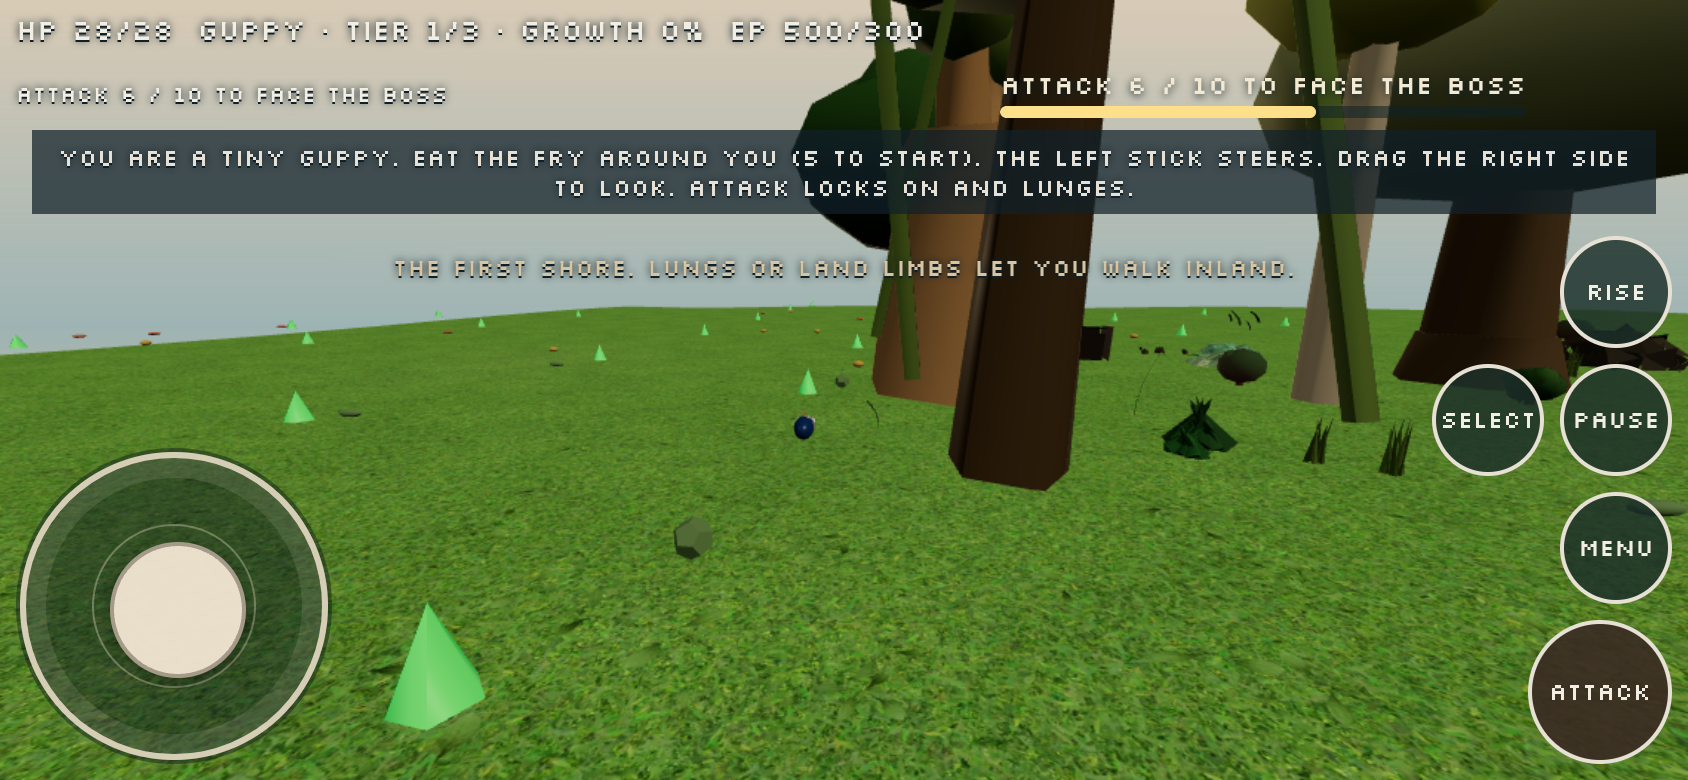 HP 28/28 GUPPY · TIER 1/3 · GROWTH 0% EP 500/300
ATTACK 6 / 10 TO FACE THE BOSS
ATTACK 6 / 10 TO FACE THE BOSS
YOU ARE A TINY GUPPY. EAT THE FRY AROUND YOU (5 TO START). THE LEFT STICK STEERS. DRAG THE RIGHT SIDE
TO LOOK. ATTACK LOCKS ON AND LUNGES.
THE FIRST SHORE. LUNGS OR LAND LIMBS LET YOU WALK INLAND.
RISE
SELECT
PAUSE
MENU
ATTACK